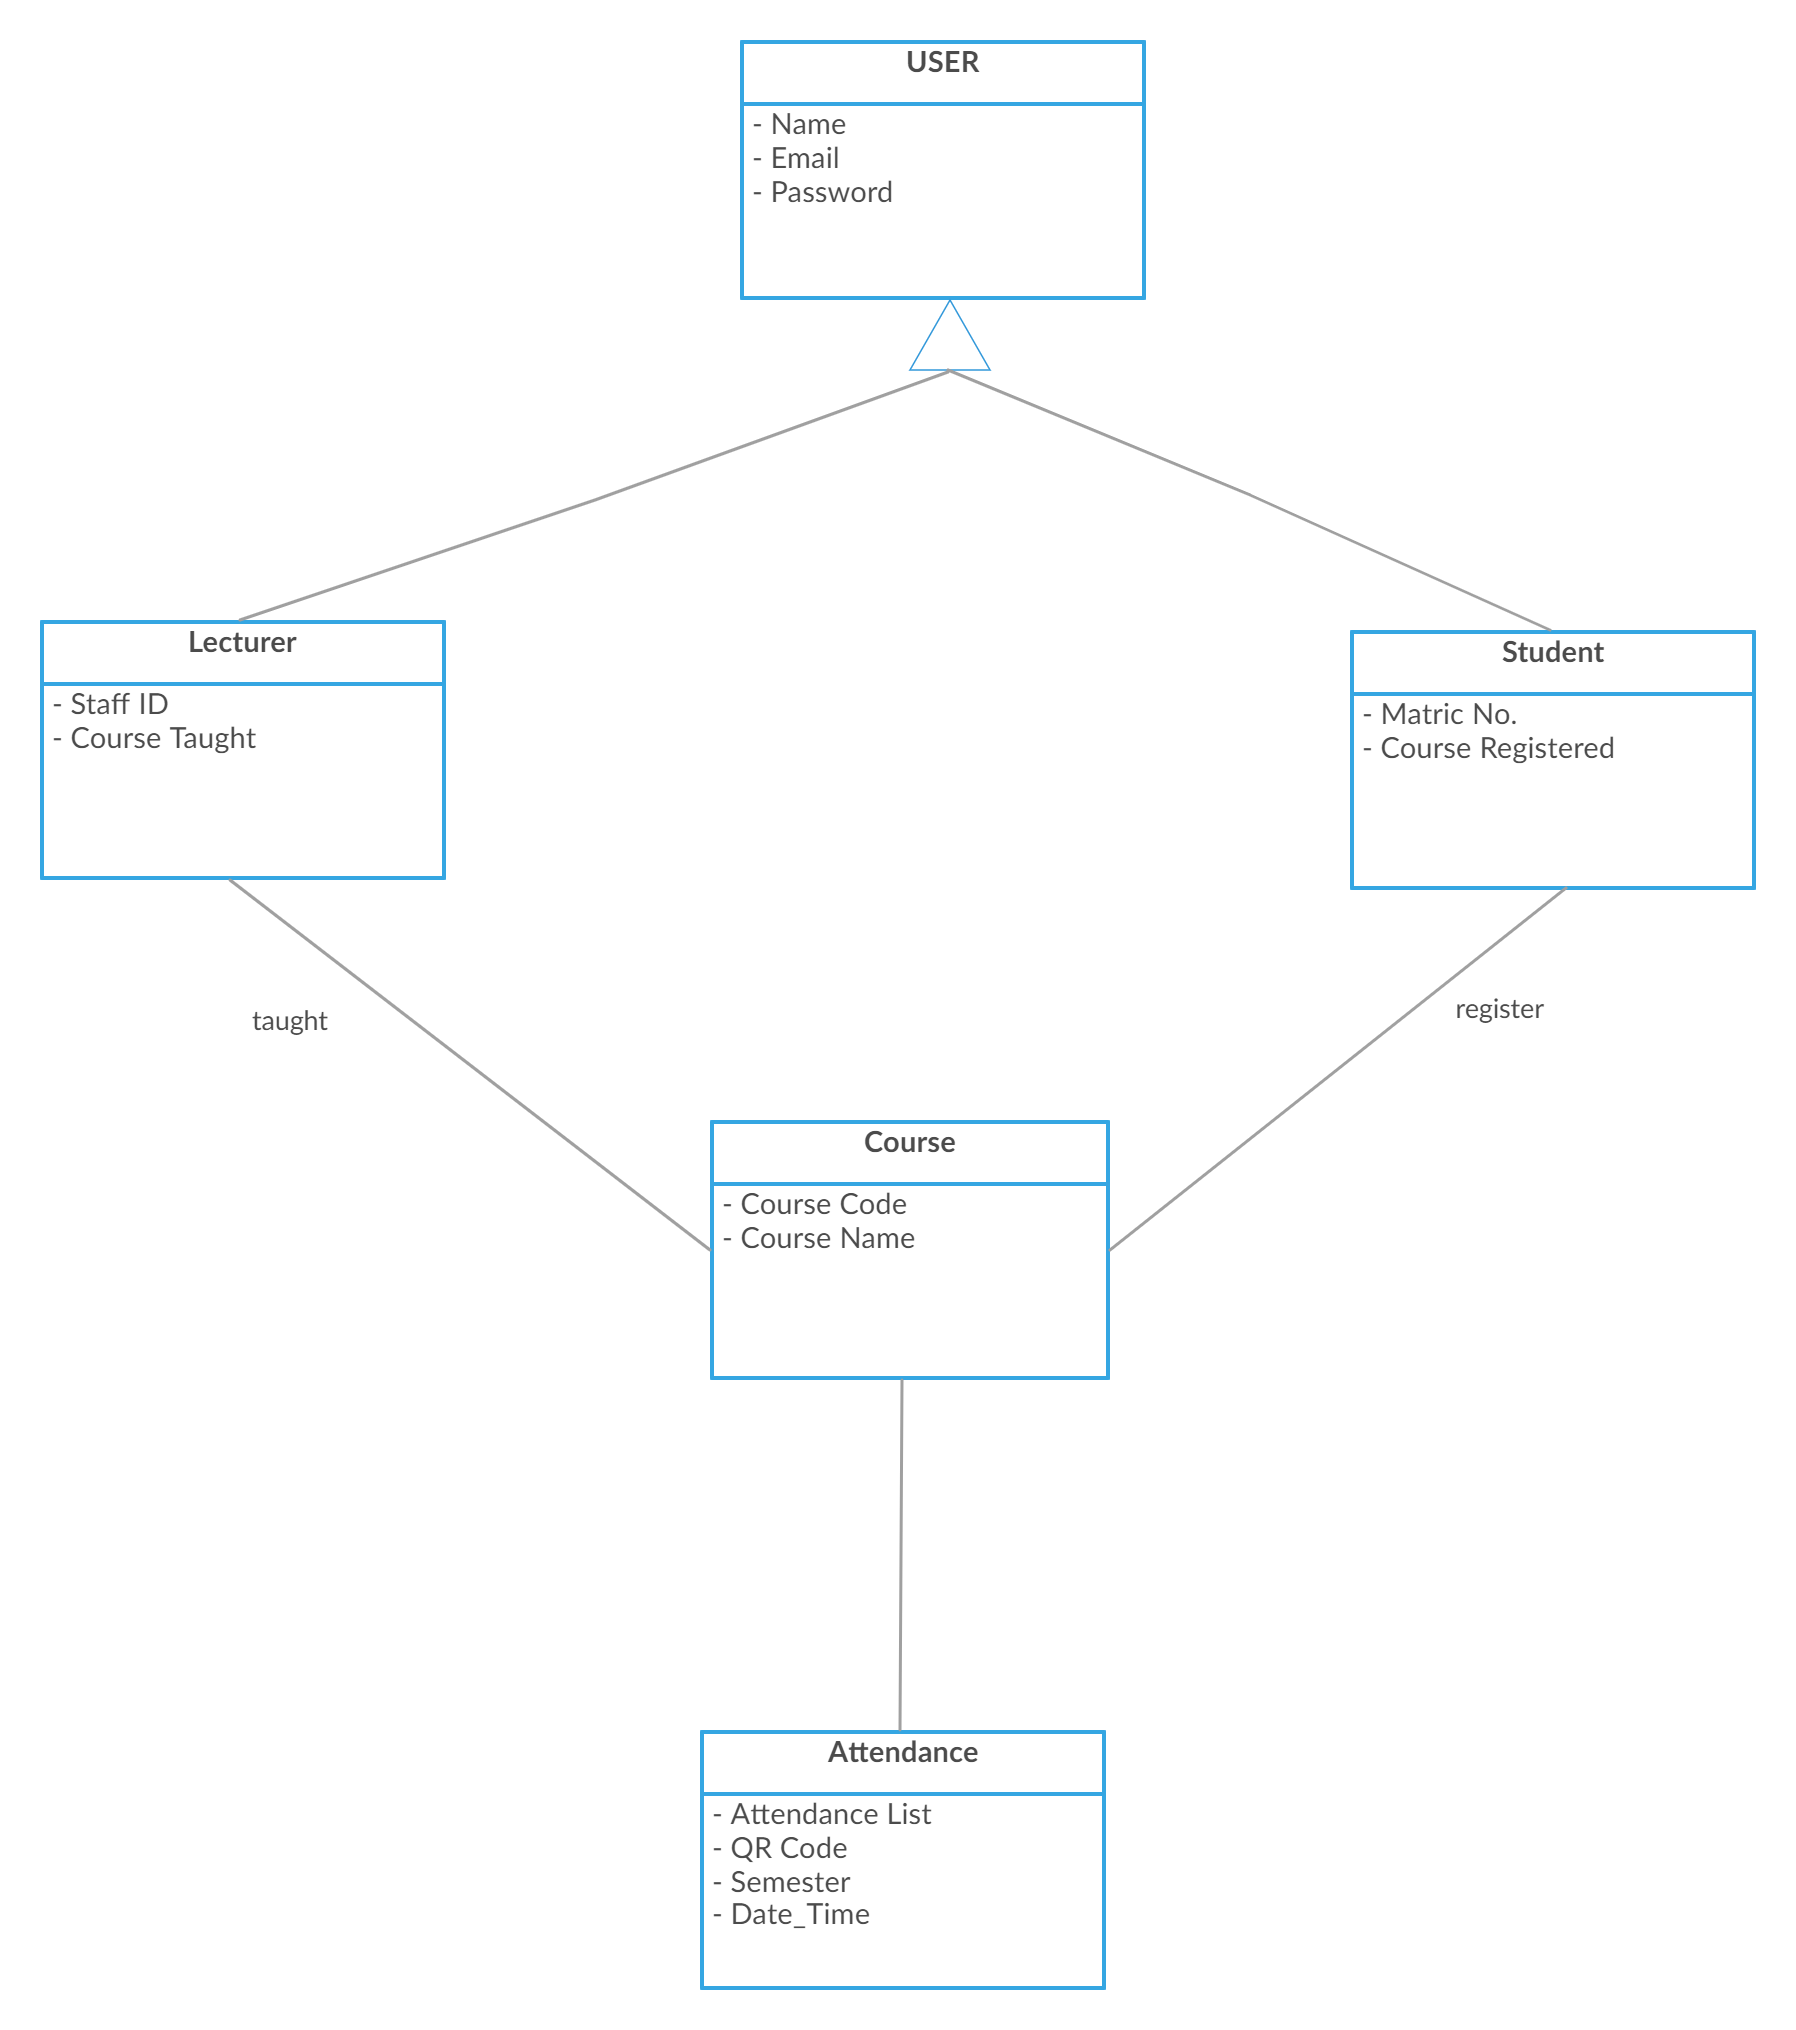 USER
- Name
- Email
- Password
Lecturer
- Staff ID
- Course Taught
Student
- Matric No.
- Course Registered
taught
register
Course
- Course Code
- Course Name
Attendance
- Attendance List
- QR Code
- Semester
- Date_Time